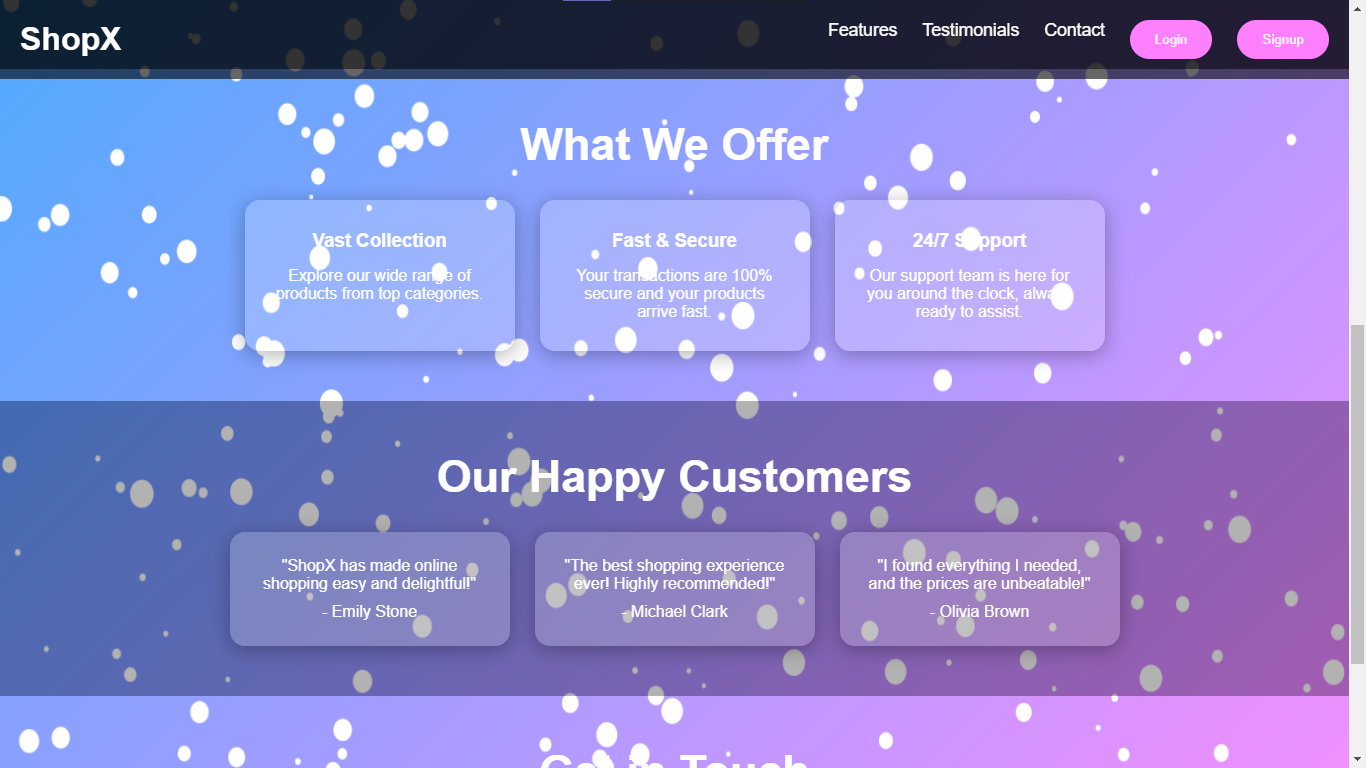 ShopX
Features
Testimonials
Contact
Login
Signup
What We Offer
Vast Collection
Explore our wide range of
products from top categories.
Fast & Secure
Your transactions are 100%
secure and your products
arrive fast.
24/7 Support
Our support team is here for
you around the clock, always
ready to assist.
Our Happy Customers
"ShopX has made online
shopping easy and delightful!"
- Emily Stone
"The best shopping experience
ever! Highly recommended!"
- Michael Clark
"I found everything I needed,
and the prices are unbeatable!"
- Olivia Brown
Get in Touch